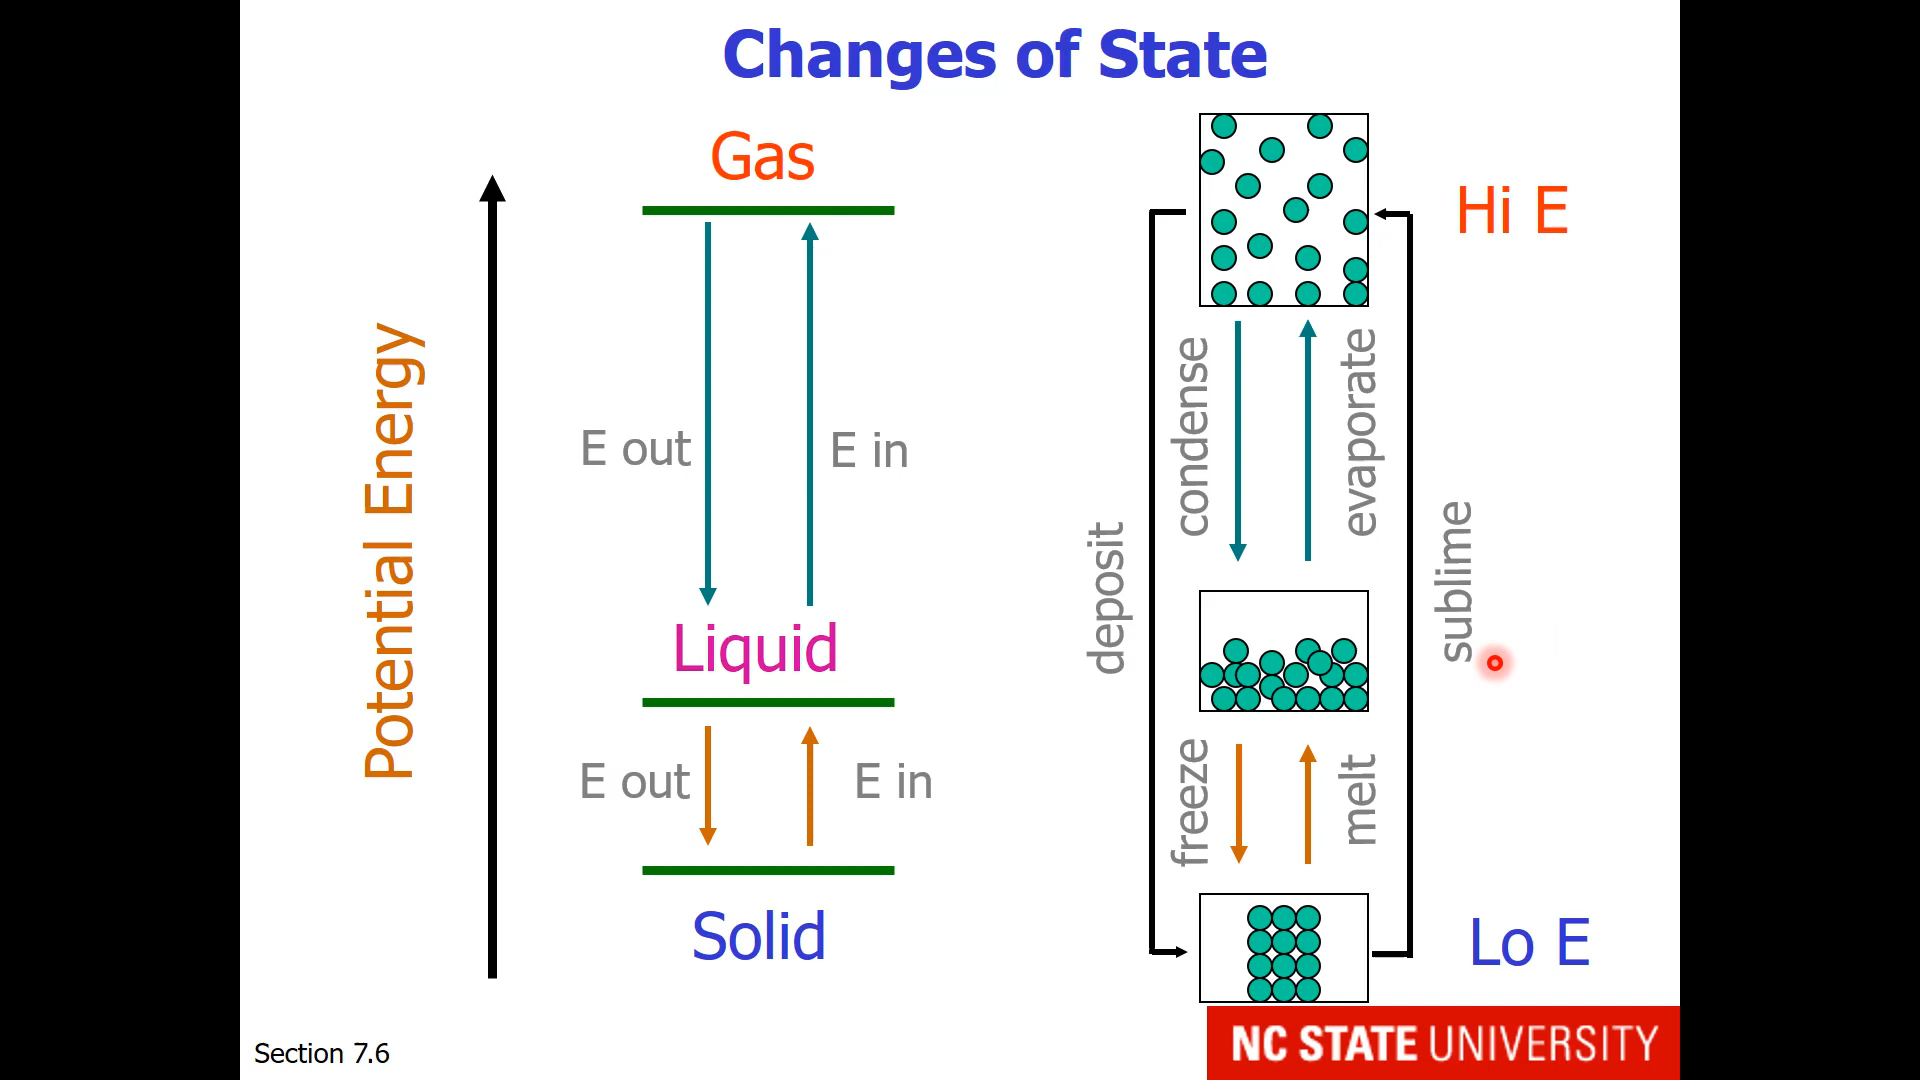 Changes of State
Gas
Hi E
Potential Energy
E out
E in
condense
evaporate
deposit
sublime
Liquid
E out
E in
freeze
melt
Solid
Lo E
Section 7.6
NC STATE UNIVERSITY